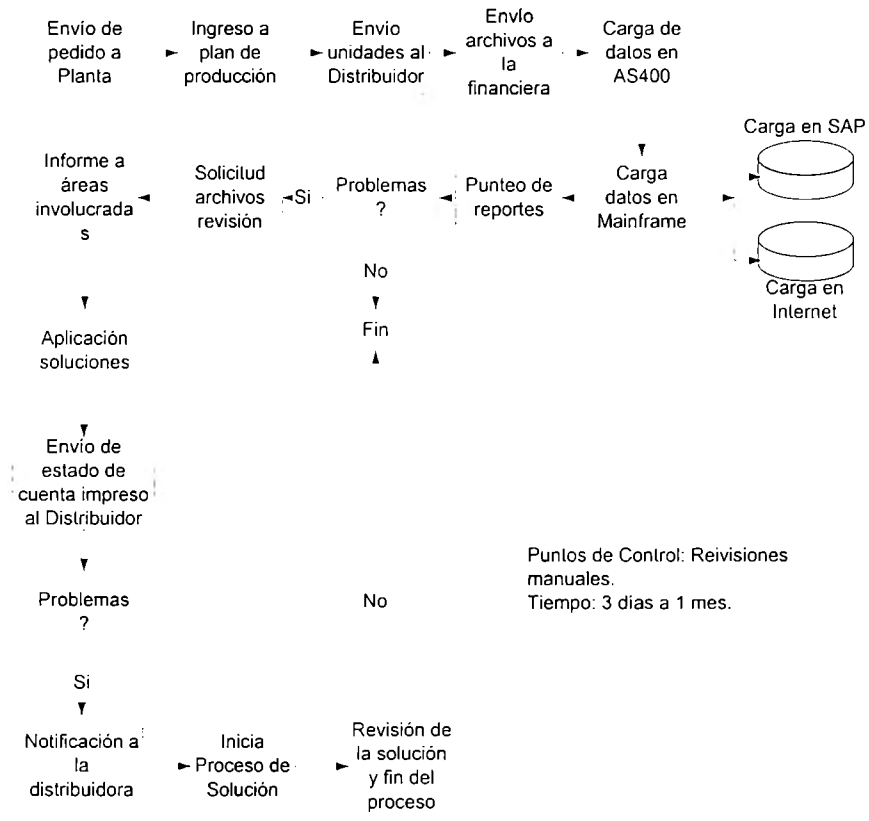 Envío de
pedido a
Planta
Ingreso a
plan de
producción
Envio
unidades al
Distribuidor
Envío
archivos a
la
financiera
Carga de
datos en
AS400
Carga en SAP
Informe a
áreas
involucrada
s
Solicitud
archivos
revisión
Si
Problemas
?
Punteo de
reportes
Carga
datos en
Mainframe
Carga en
Internet
No
Fin
Aplicación
soluciones
Envío de
estado de
cuenta impreso
al Distribuidor
Puntos de Control: Reivisiones
manuales.
Tiempo: 3 dias a 1 mes.
Problemas
?
No
Si
Notificación a
la
distribuidora
Inicia
Proceso de
Solución
Revisión de
la solución
y fin del
proceso